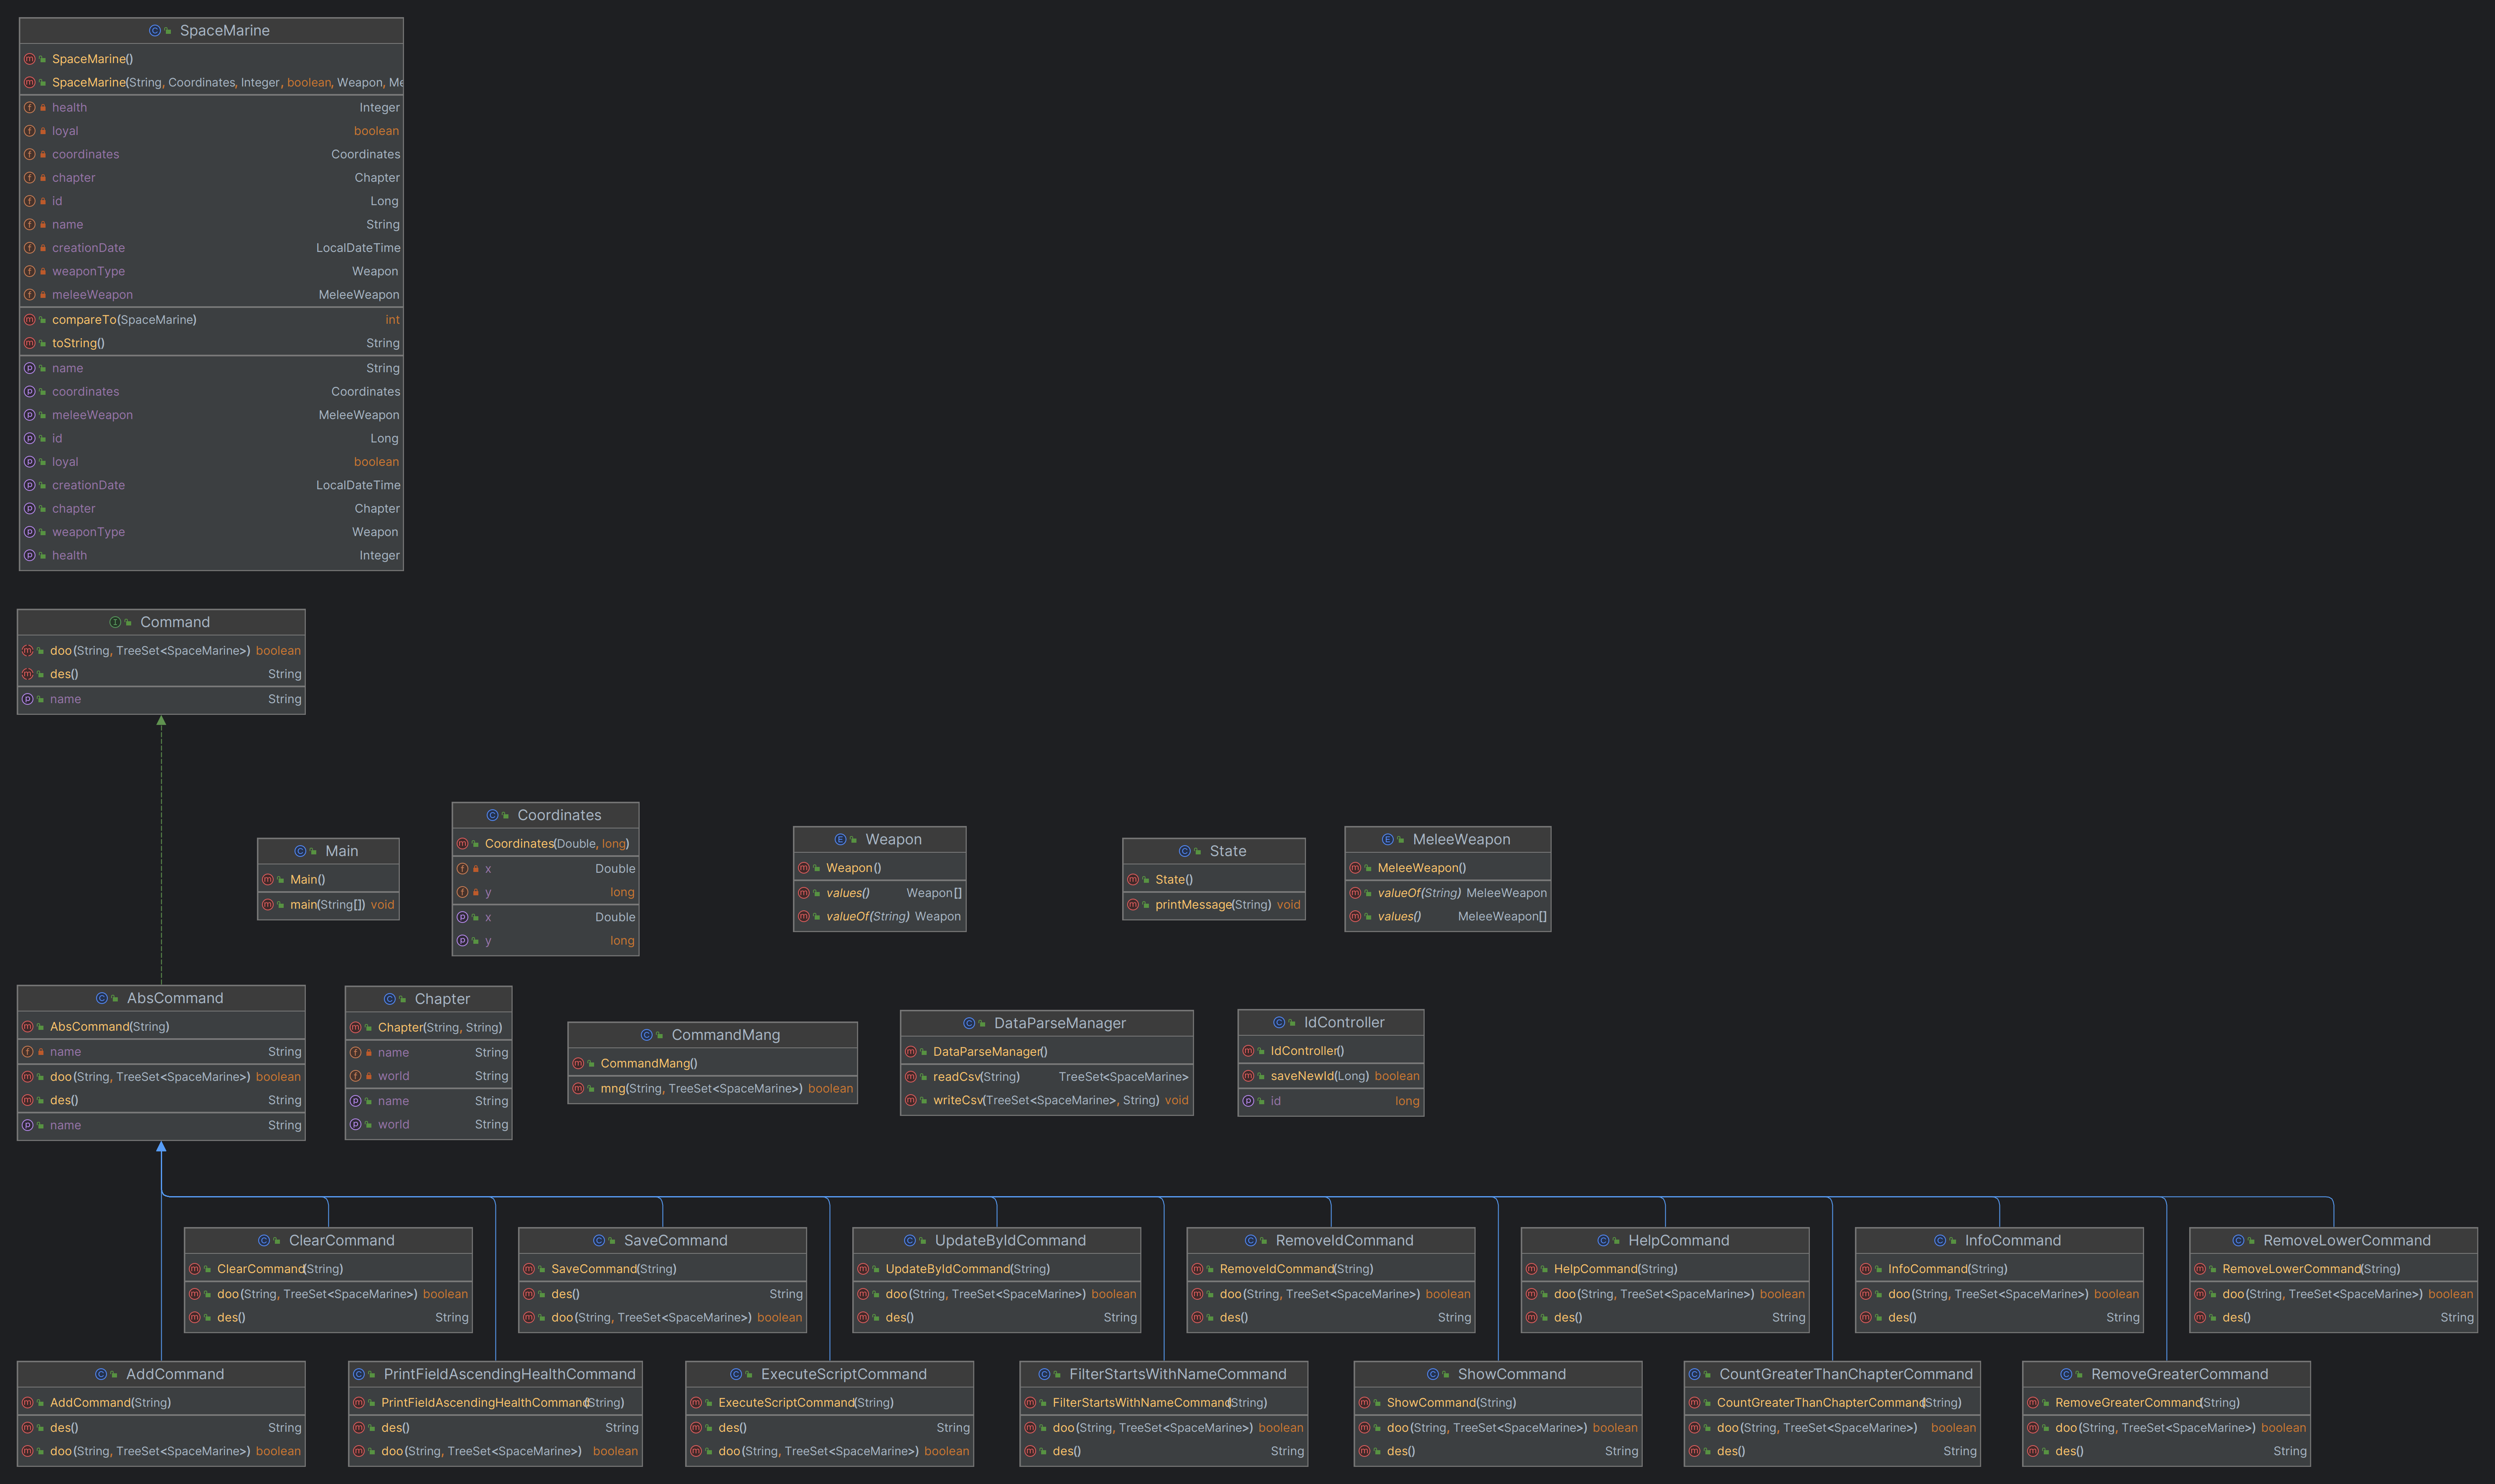 SpaceMarine
SpaceMarine()
SpaceMarine(String, Coordinates, Integer, boolean, Weapon, Me
health Integer
loyal boolean
coordinates Coordinates
chapter Chapter
id Long
name String
creationDate LocalDateTime
weaponType Weapon
meleeWeapon MeleeWeapon
compareTo(SpaceMarine) int
toString() String
name String
coordinates Coordinates
meleeWeapon MeleeWeapon
id Long
loyal boolean
creationDate LocalDateTime
chapter Chapter
weaponType Weapon
health Integer
Command
doo(String, TreeSet<SpaceMarine>) boolean
des() String
name String
Main
Main()
main(String[]) void
Coordinates
Coordinates(Double, long)
x Double
y long
x Double
y long
Weapon
Weapon()
values() Weapon[]
valueOf(String) Weapon
State
State()
printMessage(String) void
MeleeWeapon
MeleeWeapon()
valueOf(String) MeleeWeapon
values() MeleeWeapon[]
AbsCommand
AbsCommand(String)
name String
doo(String, TreeSet<SpaceMarine>) boolean
des() String
name String
Chapter
Chapter(String, String)
name String
world String
name String
world String
CommandMang
CommandMang()
mng(String, TreeSet<SpaceMarine>) boolean
DataParseManager
DataParseManager()
readCsv(String) TreeSet<SpaceMarine>
writeCsv(TreeSet<SpaceMarine>, String) void
IdController
IdController()
saveNewId(Long) boolean
id long
ClearCommand
ClearCommand(String)
doo(String, TreeSet<SpaceMarine>) boolean
des() String
SaveCommand
SaveCommand(String)
des() String
doo(String, TreeSet<SpaceMarine>) boolean
UpdateByIdCommand
UpdateByIdCommand(String)
doo(String, TreeSet<SpaceMarine>) boolean
des() String
RemoveIdCommand
RemoveIdCommand(String)
doo(String, TreeSet<SpaceMarine>) boolean
des() String
HelpCommand
HelpCommand(String)
doo(String, TreeSet<SpaceMarine>) boolean
des() String
InfoCommand
InfoCommand(String)
doo(String, TreeSet<SpaceMarine>) boolean
des() String
RemoveLowerCommand
RemoveLowerCommand(String)
doo(String, TreeSet<SpaceMarine>) boolean
des() String
AddCommand
AddCommand(String)
des() String
doo(String, TreeSet<SpaceMarine>) boolean
PrintFieldAscendingHealthCommand
PrintFieldAscendingHealthCommand(String)
des() String
doo(String, TreeSet<SpaceMarine>) boolean
ExecuteScriptCommand
ExecuteScriptCommand(String)
des() String
doo(String, TreeSet<SpaceMarine>) boolean
FilterStartsWithNameCommand
FilterStartsWithNameCommand(String)
doo(String, TreeSet<SpaceMarine>) boolean
des() String
ShowCommand
ShowCommand(String)
doo(String, TreeSet<SpaceMarine>) boolean
des() String
CountGreaterThanChapterCommand
CountGreaterThanChapterCommand(String)
doo(String, TreeSet<SpaceMarine>) boolean
des() String
RemoveGreaterCommand
RemoveGreaterCommand(String)
doo(String, TreeSet<SpaceMarine>) boolean
des() String